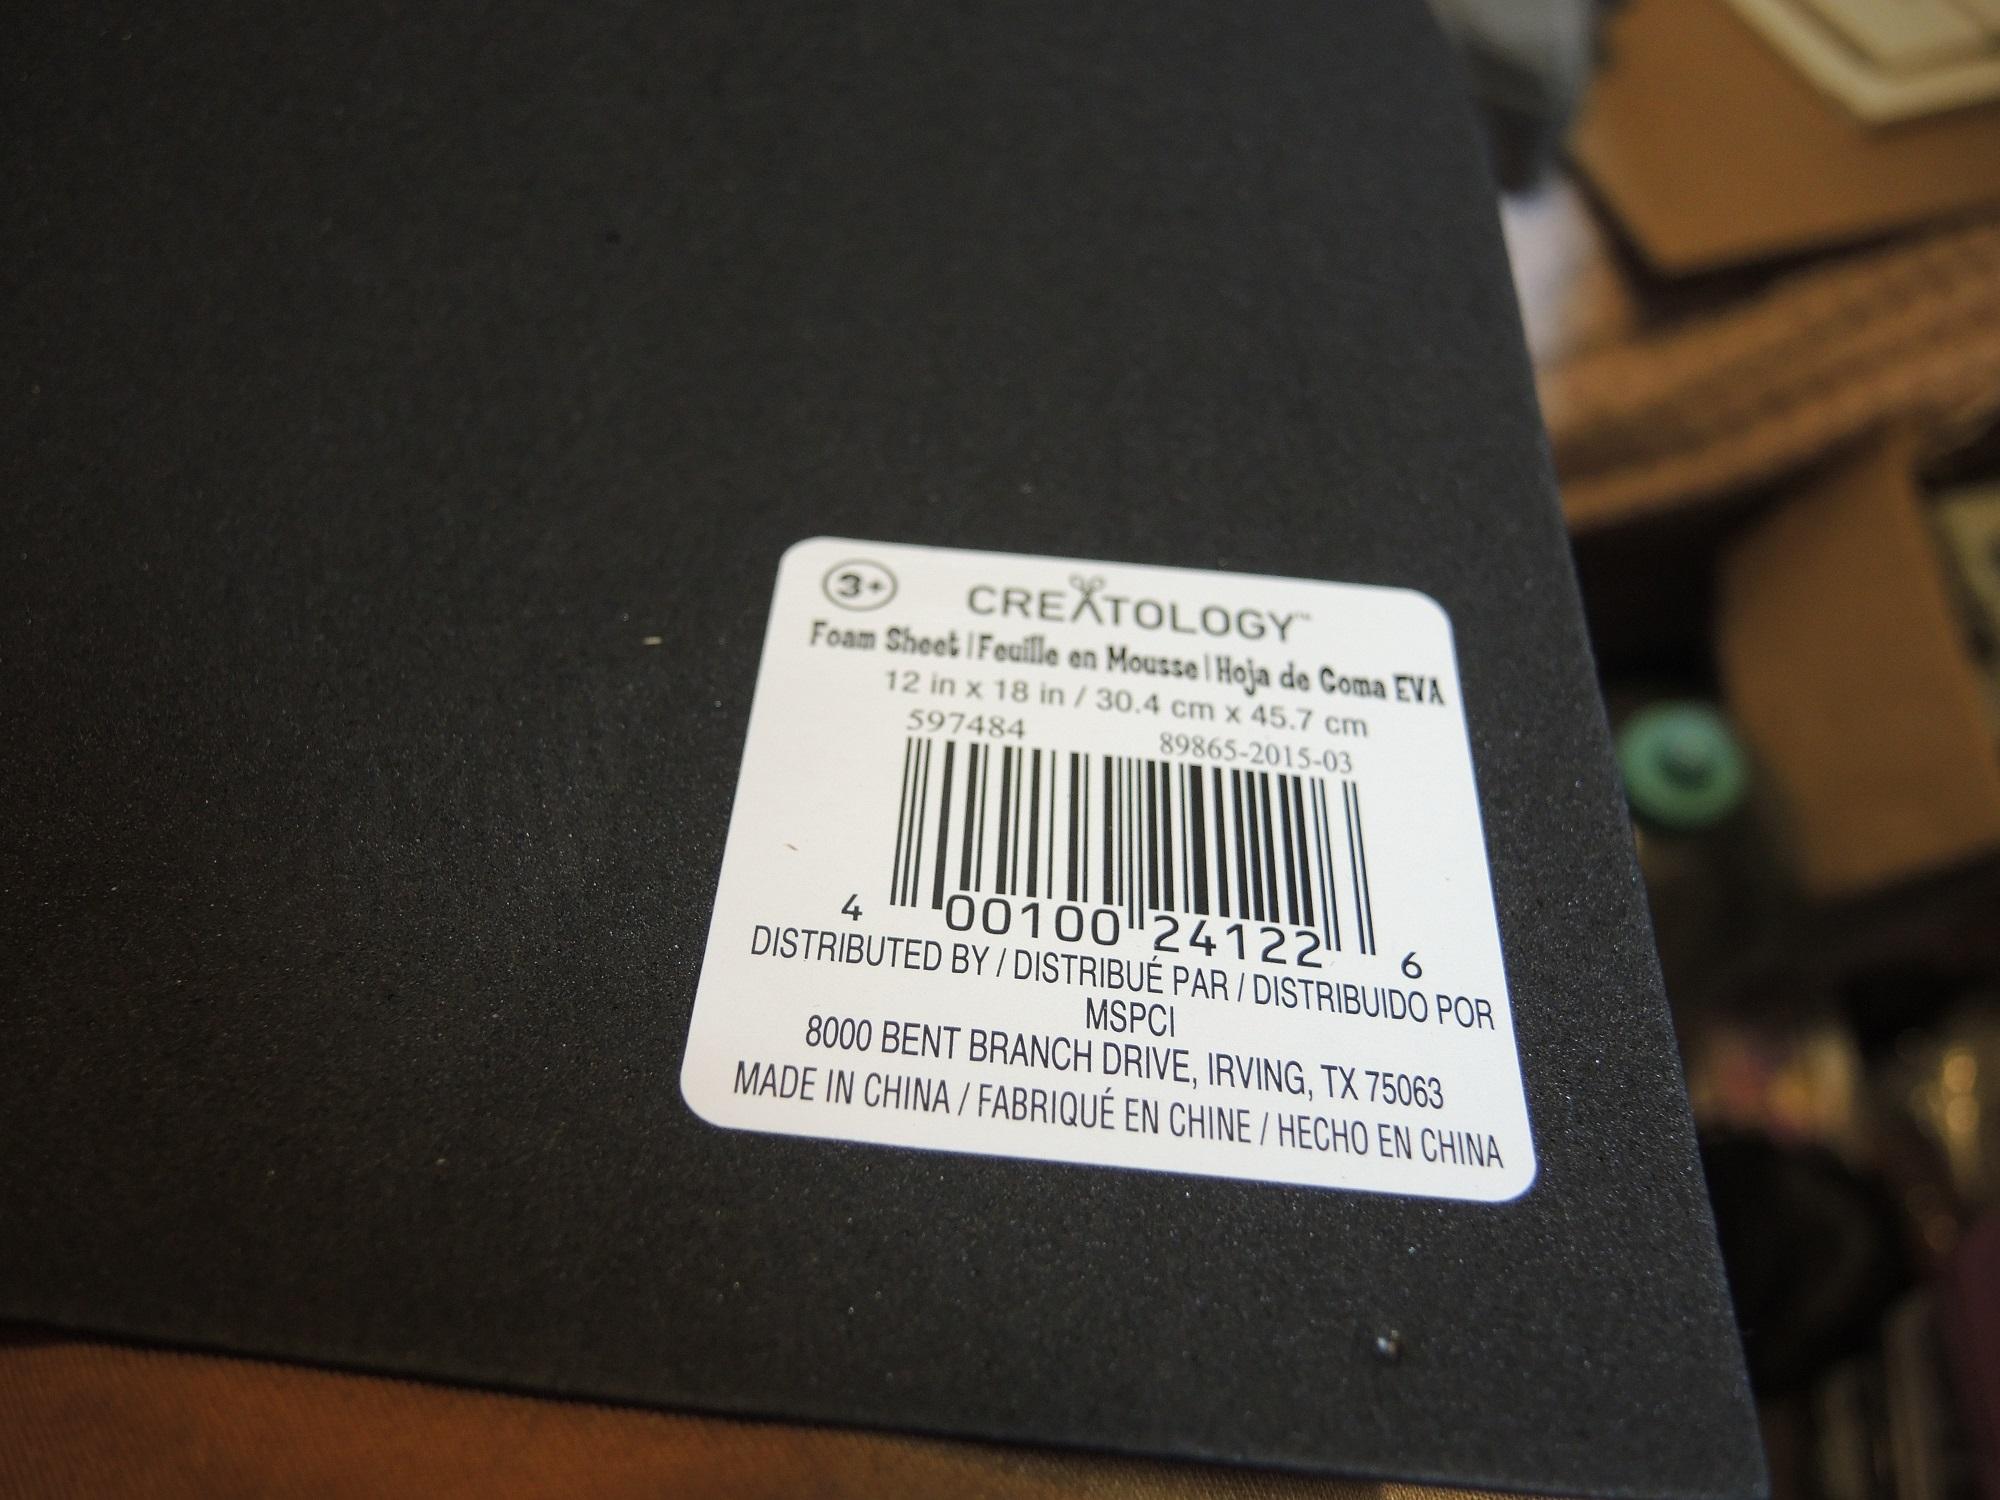 3+
CREATOLOGY™
Foam Sheet | Feuille en Mousse | Hoja de Goma EVA
12 in x 18 in / 30.4 cm x 45.7 cm
597484
89865-2015-03
4 00100 24122 6
DISTRIBUTED BY / DISTRIBUÉ PAR / DISTRIBUIDO POR
MSPCI
8000 BENT BRANCH DRIVE, IRVING, TX 75063
MADE IN CHINA / FABRIQUÉ EN CHINE / HECHO EN CHINA